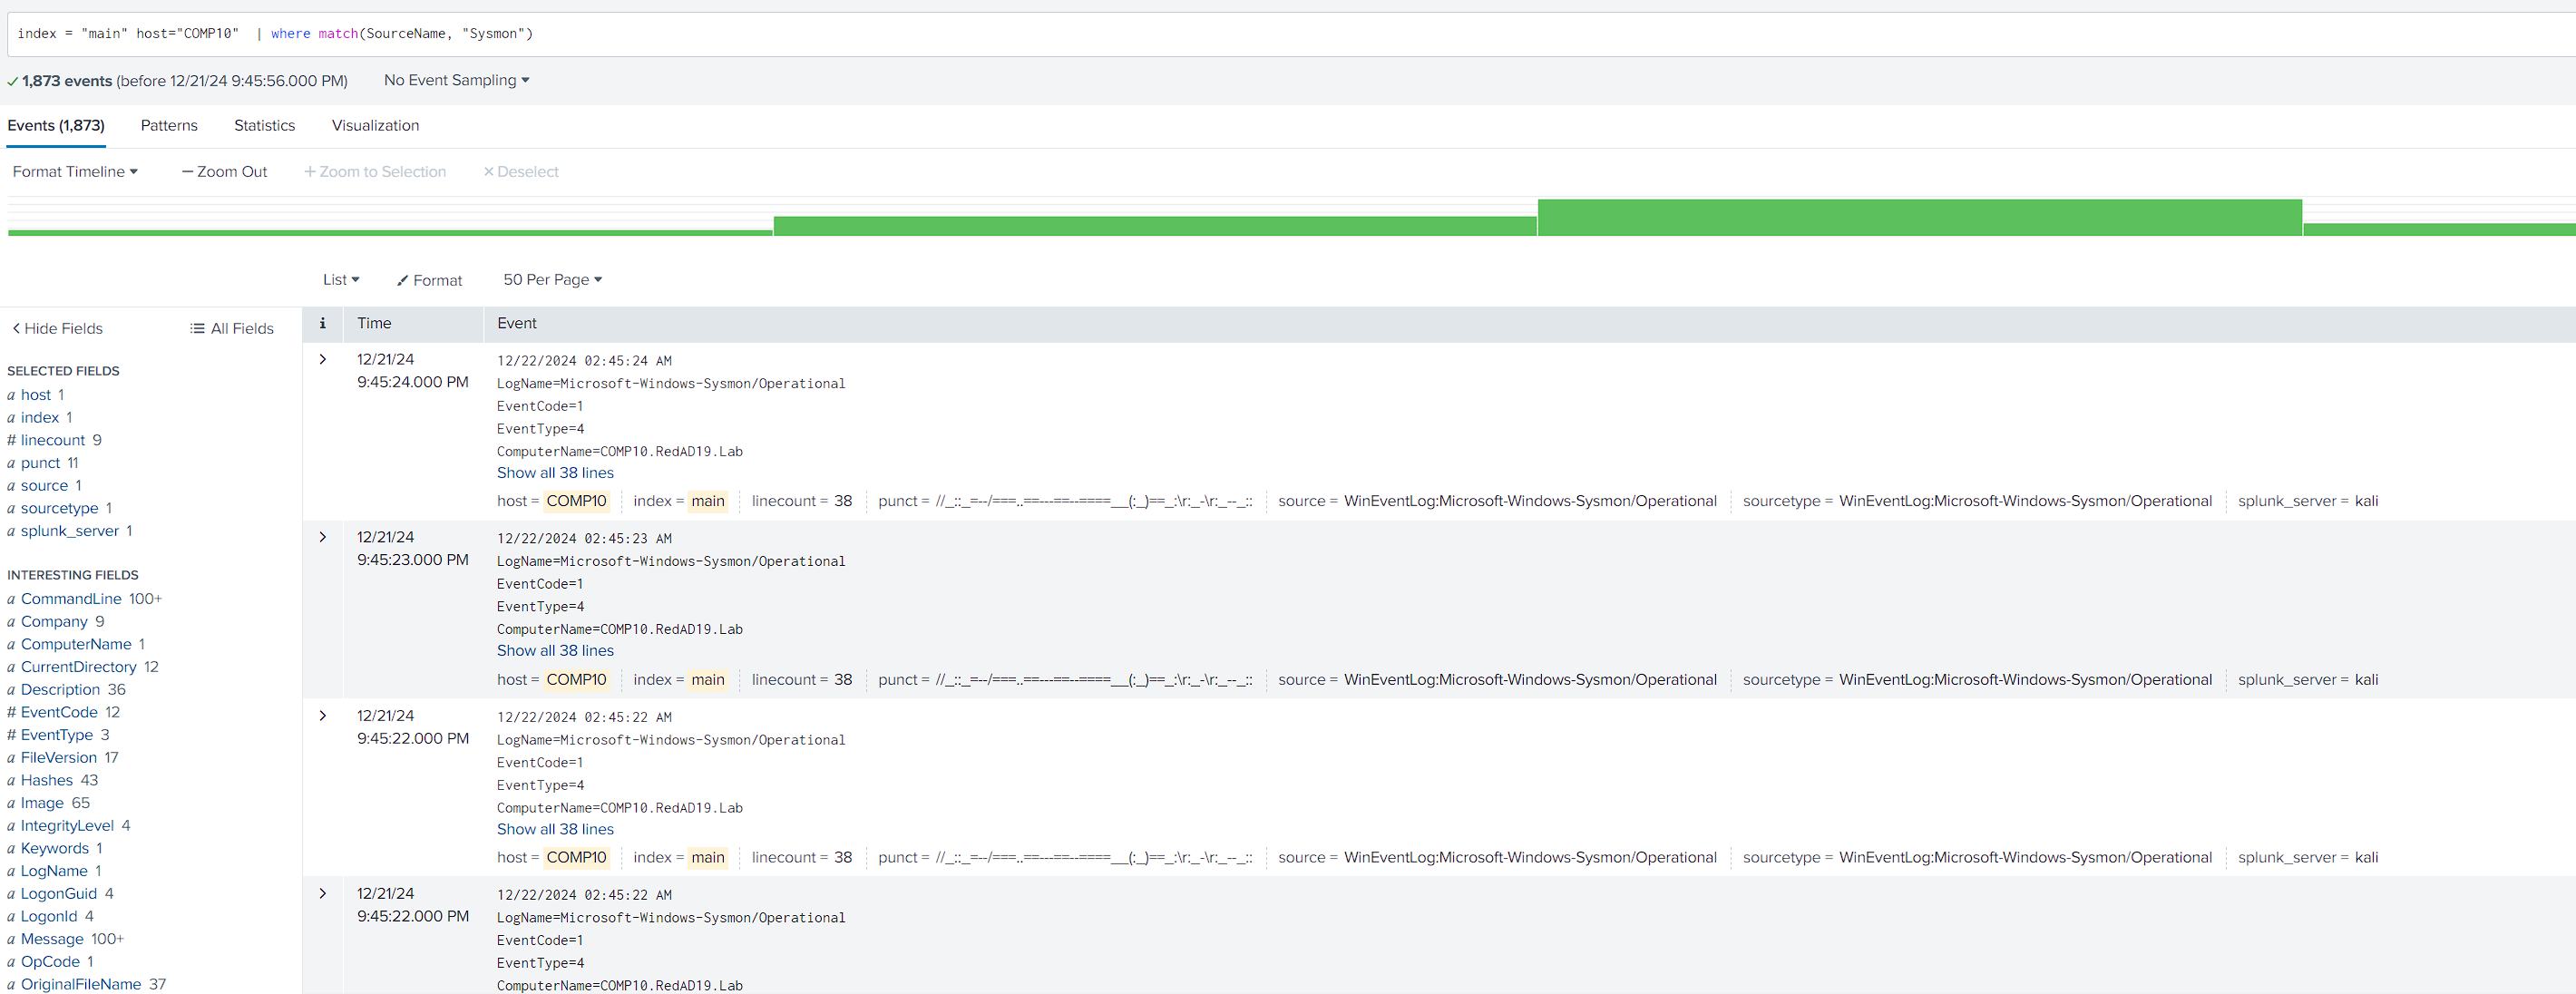 index = "main" host="COMP10" | where match(SourceName, "Sysmon")
1,873 events (before 12/21/24 9:45:56.000 PM) No Event Sampling
Events (1,873) Patterns Statistics Visualization
Format Timeline Zoom Out Zoom to Selection Deselect
List Format 50 Per Page
Hide Fields All Fields
SELECTED FIELDS
a host 1
a index 1
# linecount 9
a punct 11
a source 1
a sourcetype 1
a splunk_server 1
INTERESTING FIELDS
a CommandLine 100+
a Company 9
a ComputerName 1
a CurrentDirectory 12
a Description 36
# EventCode 12
# EventType 3
a FileVersion 17
a Hashes 43
a Image 65
a IntegrityLevel 4
a Keywords 1
a LogName 1
a LogonGuid 4
a LogonId 4
a Message 100+
a OpCode 1
a OriginalFileName 37
i Time Event
12/21/24
9:45:24.000 PM
12/22/2024 02:45:24 AM
LogName=Microsoft-Windows-Sysmon/Operational
EventCode=1
EventType=4
ComputerName=COMP10.RedAD19.Lab
Show all 38 lines
host = COMP10 index = main linecount = 38 punct = //_::_=--/===..==---==--====__(:_)==_:\r:_-\r:_--_:: source = WinEventLog:Microsoft-Windows-Sysmon/Operational sourcetype = WinEventLog:Microsoft-Windows-Sysmon/Operational splunk_server = kali
12/21/24
9:45:23.000 PM
12/22/2024 02:45:23 AM
LogName=Microsoft-Windows-Sysmon/Operational
EventCode=1
EventType=4
ComputerName=COMP10.RedAD19.Lab
Show all 38 lines
host = COMP10 index = main linecount = 38 punct = //_::_=--/===..==---==--====__(:_)==_:\r:_-\r:_--_:: source = WinEventLog:Microsoft-Windows-Sysmon/Operational sourcetype = WinEventLog:Microsoft-Windows-Sysmon/Operational splunk_server = kali
12/21/24
9:45:22.000 PM
12/22/2024 02:45:22 AM
LogName=Microsoft-Windows-Sysmon/Operational
EventCode=1
EventType=4
ComputerName=COMP10.RedAD19.Lab
Show all 38 lines
host = COMP10 index = main linecount = 38 punct = //_::_=--/===..==---==--====__(:_)==_:\r:_-\r:_--_:: source = WinEventLog:Microsoft-Windows-Sysmon/Operational sourcetype = WinEventLog:Microsoft-Windows-Sysmon/Operational splunk_server = kali
12/21/24
9:45:22.000 PM
12/22/2024 02:45:22 AM
LogName=Microsoft-Windows-Sysmon/Operational
EventCode=1
EventType=4
ComputerName=COMP10.RedAD19.Lab